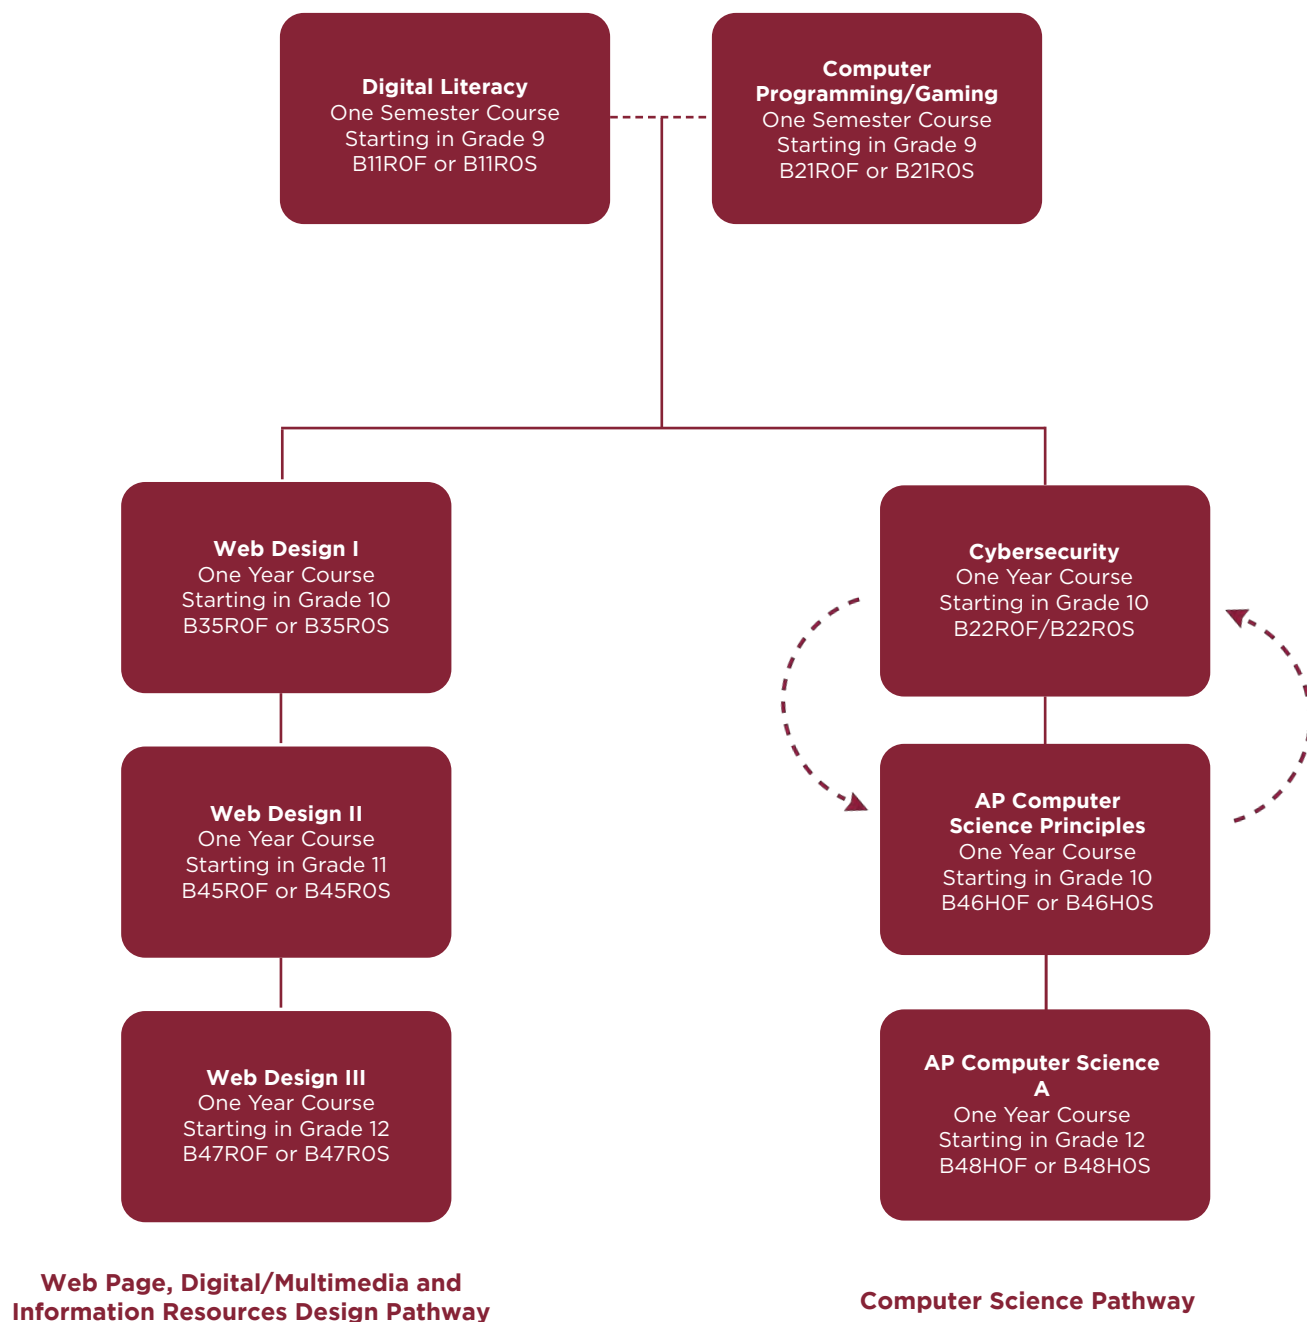 Digital Literacy
One Semester Course
Starting in Grade 9
B11R0F or B11R0S
Computer
Programming/Gaming
One Semester Course
Starting in Grade 9
B21R0F or B21R0S
Web Design I
One Year Course
Starting in Grade 10
B35R0F or B35R0S
Cybersecurity
One Year Course
Starting in Grade 10
B22R0F/B22R0S
Web Design II
One Year Course
Starting in Grade 11
B45R0F or B45R0S
AP Computer
Science Principles
One Year Course
Starting in Grade 10
B46H0F or B46H0S
Web Design III
One Year Course
Starting in Grade 12
B47R0F or B47R0S
AP Computer Science
A
One Year Course
Starting in Grade 12
B48H0F or B48H0S
Web Page, Digital/Multimedia and
Information Resources Design Pathway
Computer Science Pathway